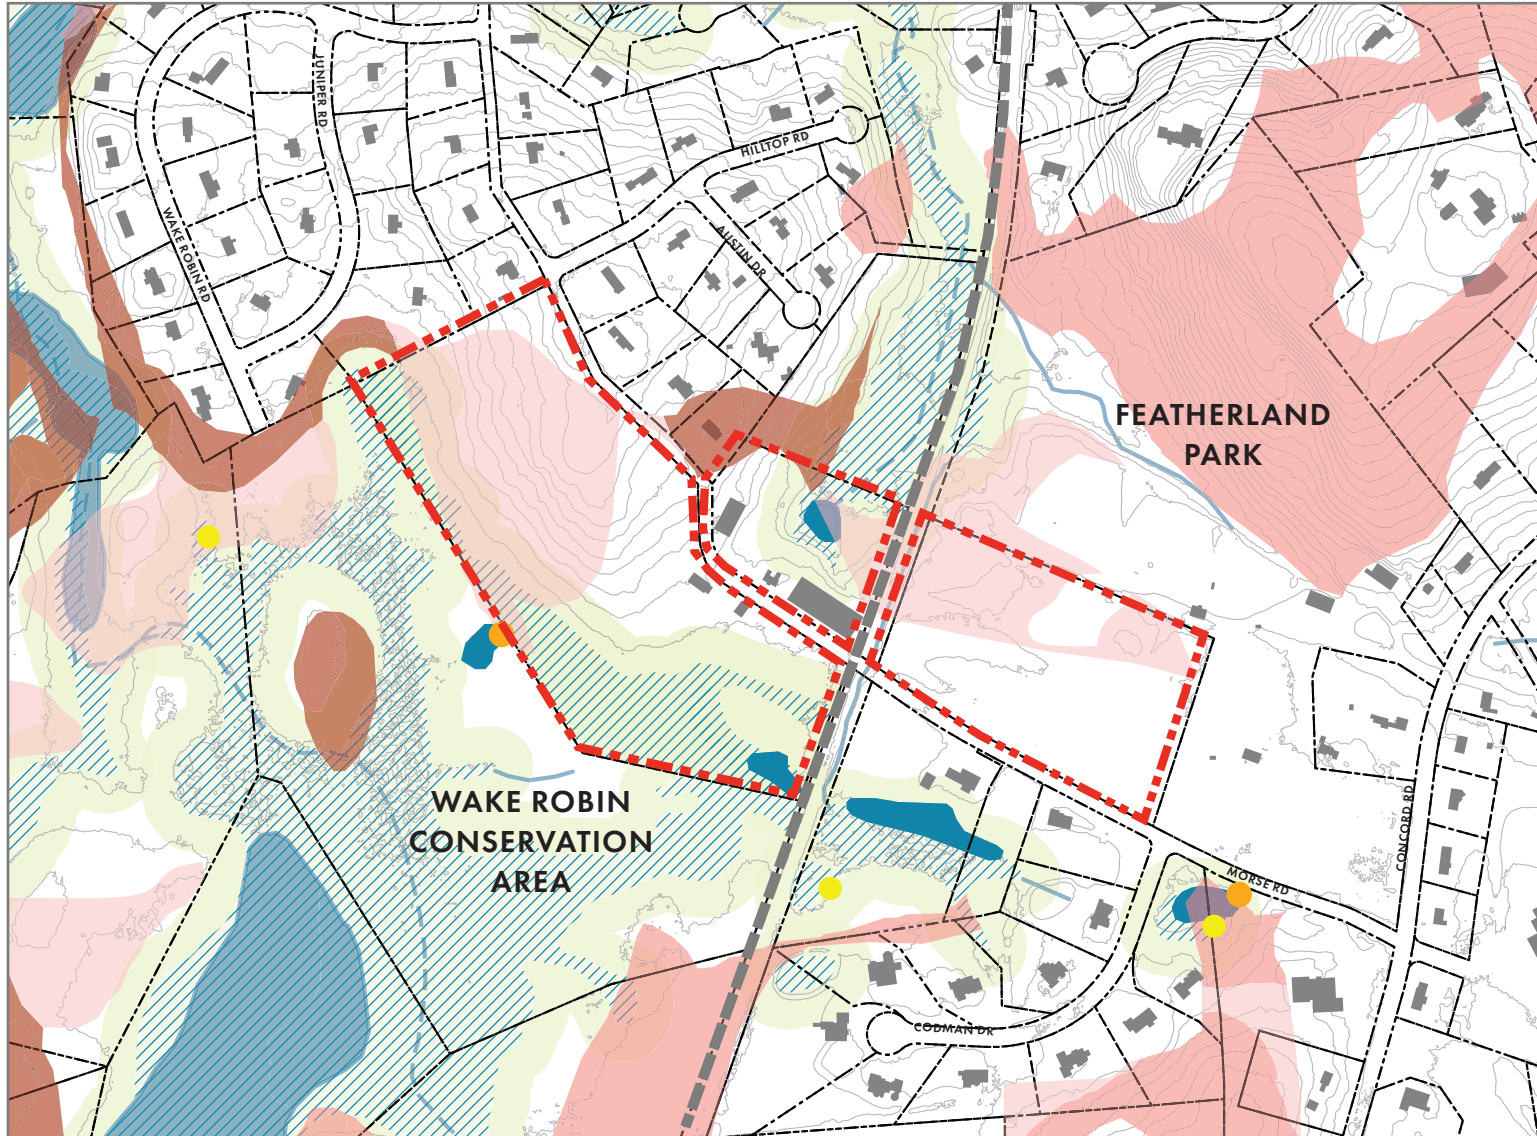 JUNIPER RD
HILLTOP RD
WAKE ROBIN RD
AUSTIN DR
FEATHERLAND
PARK
WAKE ROBIN
CONSERVATION
AREA
CONCORD RD
MORSE RD
CODMAN DR